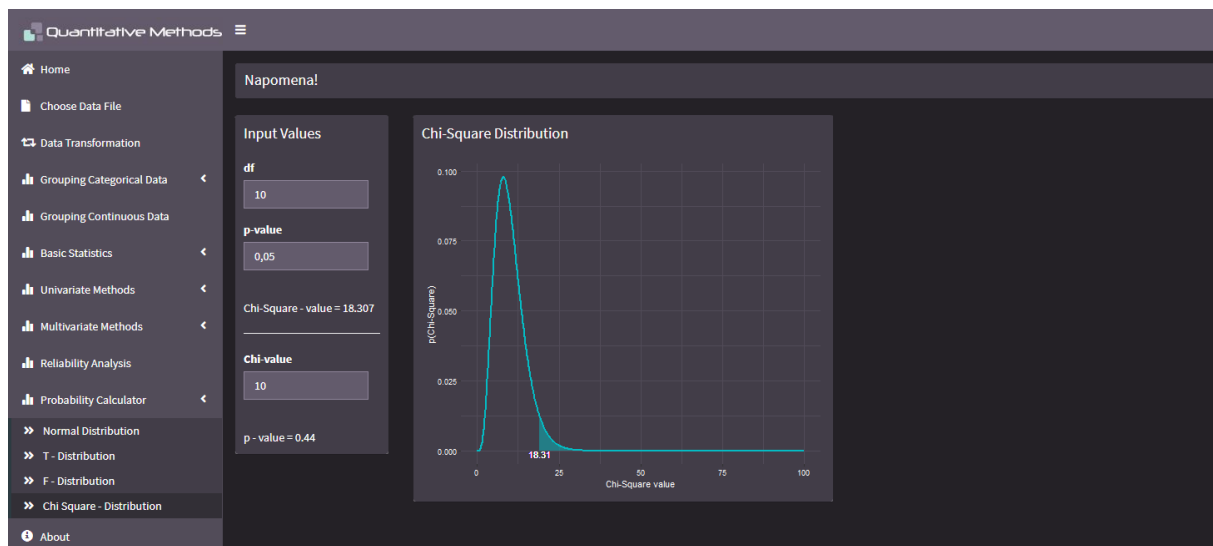 Quantitative Methods
Home
Choose Data File
Data Transformation
Grouping Categorical Data
Grouping Continuous Data
Basic Statistics
Univariate Methods
Multivariate Methods
Reliability Analysis
Probability Calculator
Normal Distribution
T - Distribution
F - Distribution
Chi Square - Distribution
About
Napomena!
Input Values
df
10
p-value
0,05
Chi-Square - value = 18.307
Chi-value
10
p - value = 0.44
Chi-Square Distribution
p(Chi-Square)
0.100
0.075
0.050
0.025
0.000
18.31
0 25 50 75 100
Chi-Square value